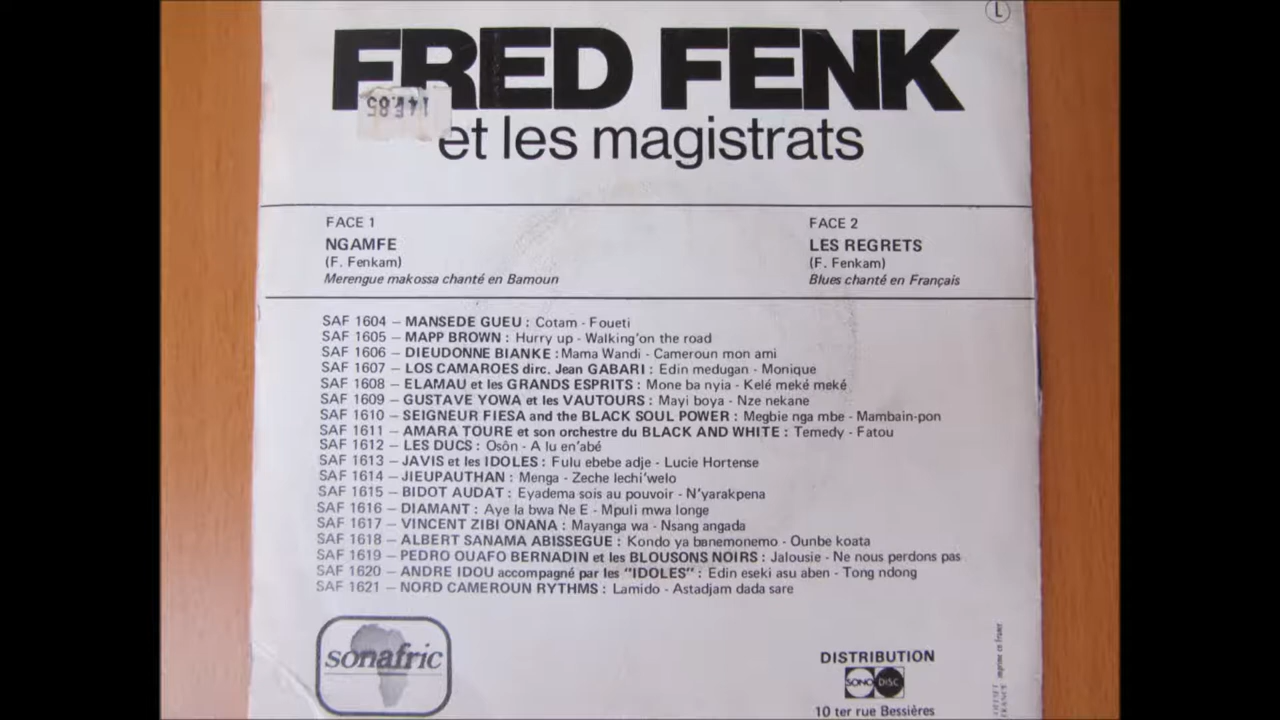 L
FRED FENK
14F.85
et les magistrats
FACE 1
NGAMFE
(F. Fenkam)
Merengue makossa chanté en Bamoun
FACE 2
LES REGRETS
(F. Fenkam)
Blues chanté en Français
SAF 1604 – MANSEDE GUEU : Cotam - Foueti
SAF 1605 – MAPP BROWN : Hurry up - Walking'on the road
SAF 1606 – DIEUDONNE BIANKE : Mama Wandi - Cameroun mon ami
SAF 1607 – LOS CAMAROES dirc. Jean GABARI : Edin medugan - Monique
SAF 1608 – ELAMAU et les GRANDS ESPRITS : Mone ba nyia - Kelé meké meké
SAF 1609 – GUSTAVE YOWA et les VAUTOURS : Mayi boya - Nze nekane
SAF 1610 – SEIGNEUR FIESA and the BLACK SOUL POWER : Megbie nga mbe - Mambain-pon
SAF 1611 – AMARA TOURE et son orchestre du BLACK AND WHITE : Temedy - Fatou
SAF 1612 – LES DUCS : Osôn - A lu en'abé
SAF 1613 – JAVIS et les IDOLES : Fulu ebebe adje - Lucie Hortense
SAF 1614 – JIEUPAUTHAN : Menga - Zeche lechi'welo
SAF 1615 – BIDOT AUDAT : Eyadema sois au pouvoir - N'yarakpena
SAF 1616 – DIAMANT : Aye la bwa Ne E - Mpuli mwa longe
SAF 1617 – VINCENT ZIBI ONANA : Mayanga wa - Nsang angada
SAF 1618 – ALBERT SANAMA ABISSEGUE : Kondo ya banemonemo - Ounbe koata
SAF 1619 – PEDRO OUAFO BERNADIN et les BLOUSONS NOIRS : Jalousie - Ne nous perdons pas
SAF 1620 – ANDRE IDOU accompagné par les "IDOLES" : Edin eseki asu aben - Tong ndong
SAF 1621 – NORD CAMEROUN RYTHMS : Lamido - Astadjam dada sare
sonafric
DISTRIBUTION
SONO DISC
10 ter rue Bessières
imprimé en France